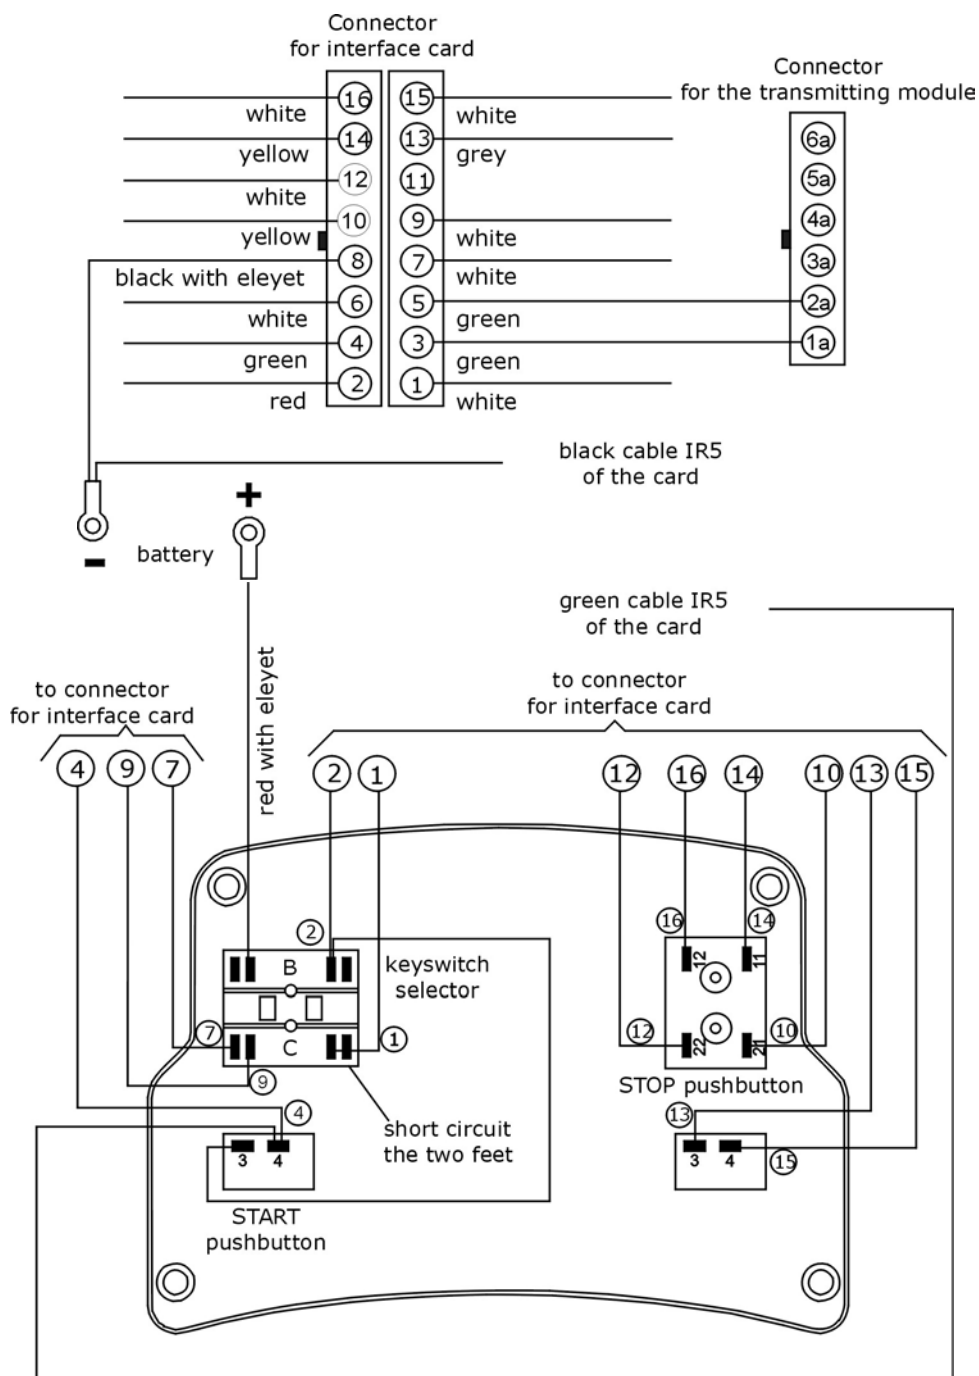 Connector
for interface card
Connector
for the transmitting module
16 15
white white
14 13
yellow grey
12 11
white
10 9
yellow white
8 7
black with eleyet white
6 5
white green
4 3
green green
2 1
red white
6a
5a
4a
3a
2a
1a
black cable IR5
of the card
+
- battery
green cable IR5
of the card
red with eleyet
to connector
for interface card
to connector
for interface card
4 9 7 2 1 12 16 14 10 13 15
2
B
keyswitch
selector
7 C 1
9
4
short circuit
the two feet
3 4
START
pushbutton
16 14
12 11
12 10
22 21
STOP pushbutton
13
3 4 15